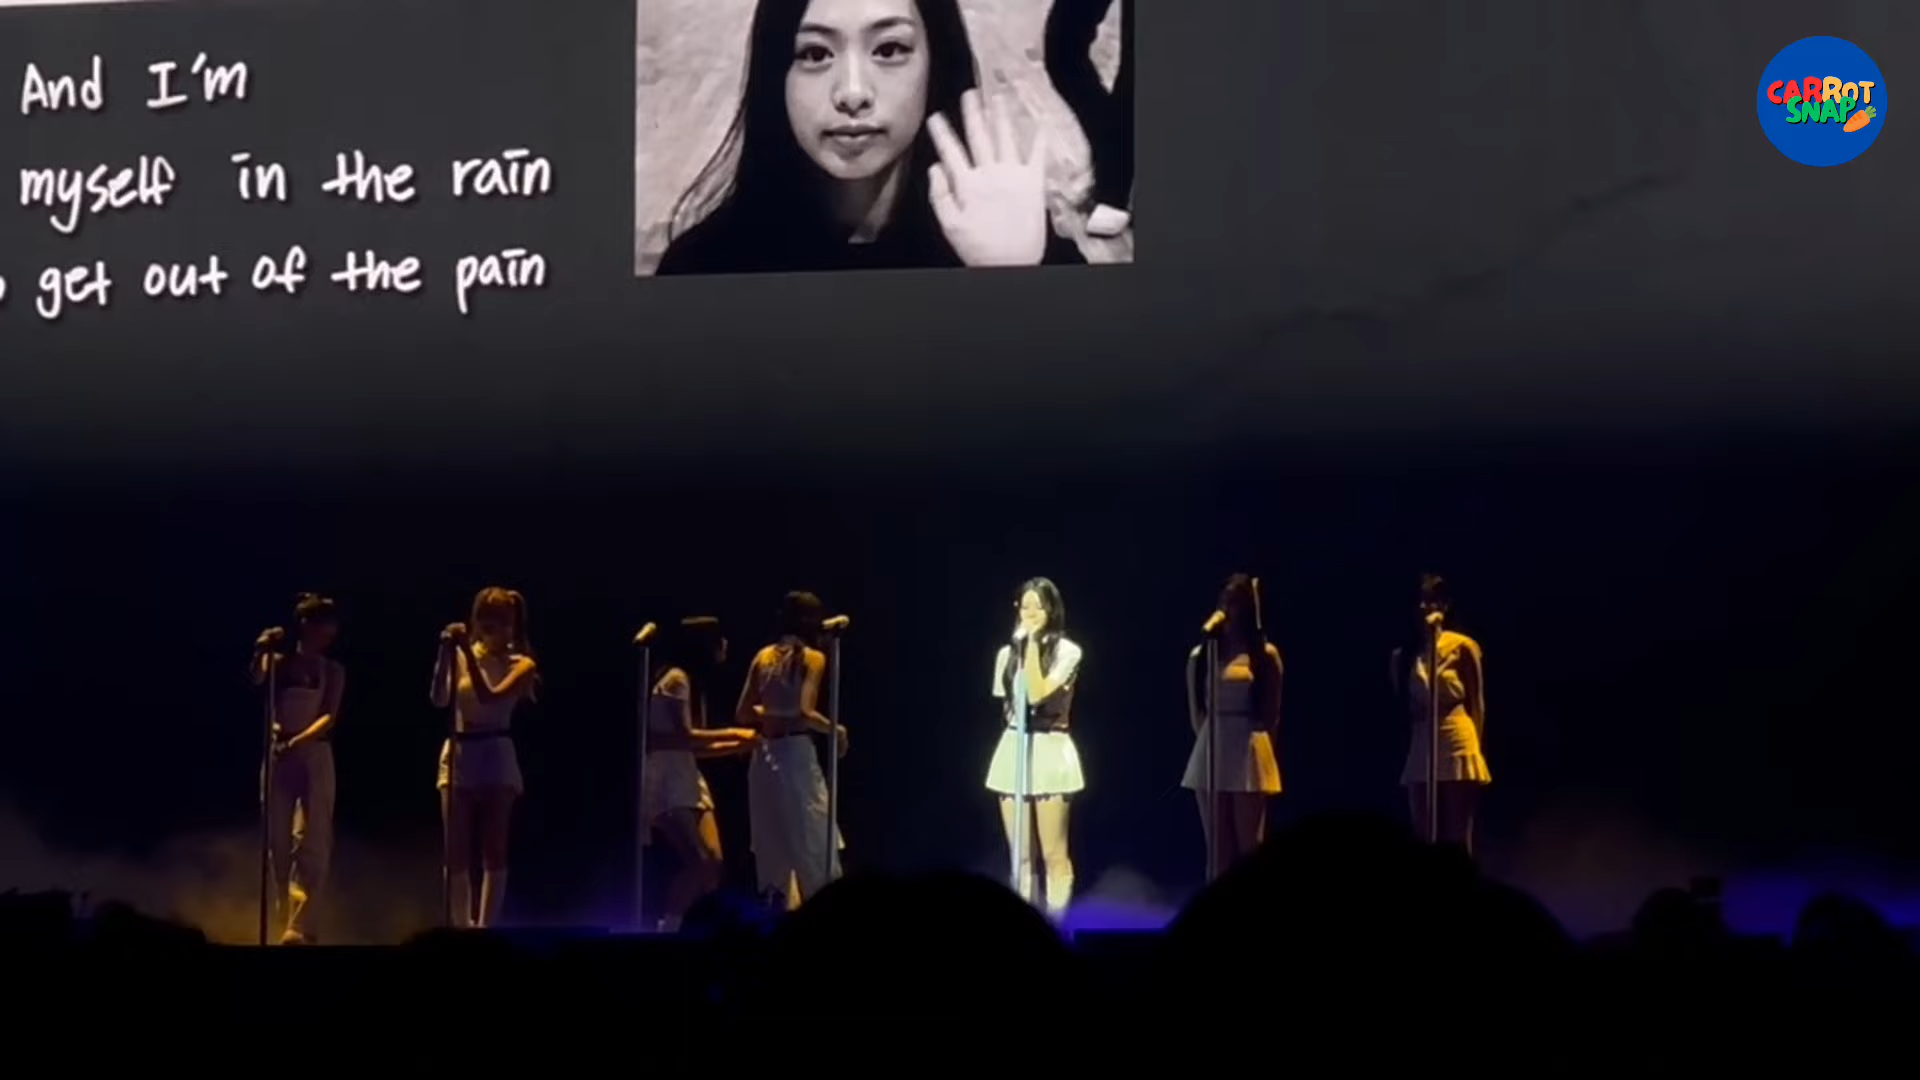 And I'm
myself in the rain
get out of the pain
CARROT
SNAP